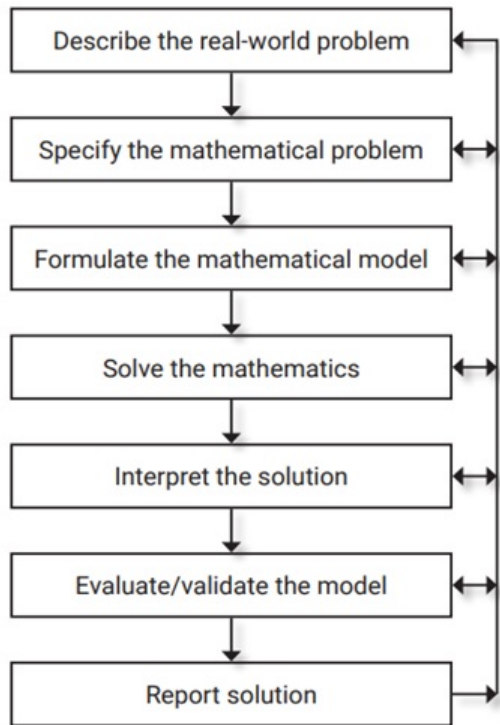 Describe the real-world problem
Specify the mathematical problem
Formulate the mathematical model
Solve the mathematics
Interpret the solution
Evaluate/validate the model
Report solution